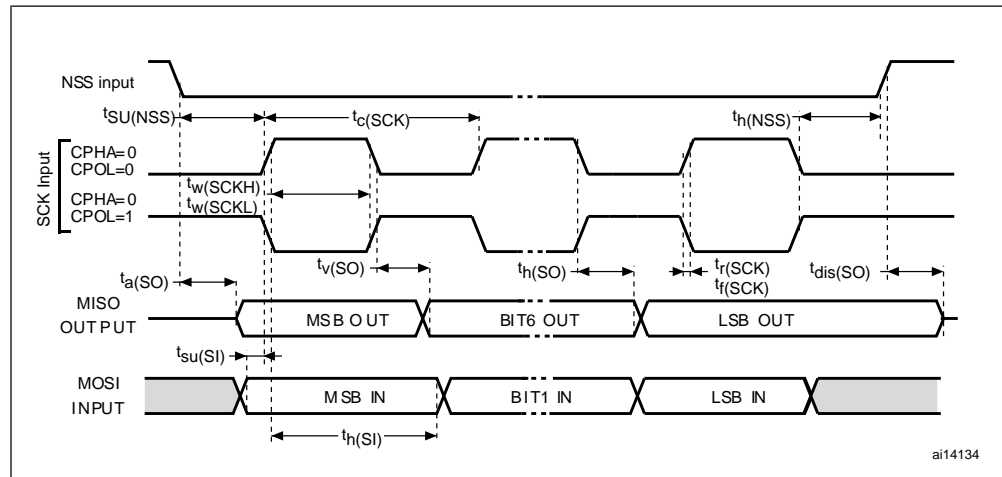 NSS input
tSU(NSS)
tc(SCK)
th(NSS)
SCK Input
CPHA=0
CPOL=0
tw(SCKH)
CPHA=0
tw(SCKL)
CPOL=1
ta(SO)
tv(SO)
th(SO)
tr(SCK)
tf(SCK)
tdis(SO)
MISO
OUTPUT
MSB OUT
BIT6 OUT
LSB OUT
tsu(SI)
MOSI
INPUT
MSB IN
BIT1 IN
LSB IN
th(SI)
ai14134